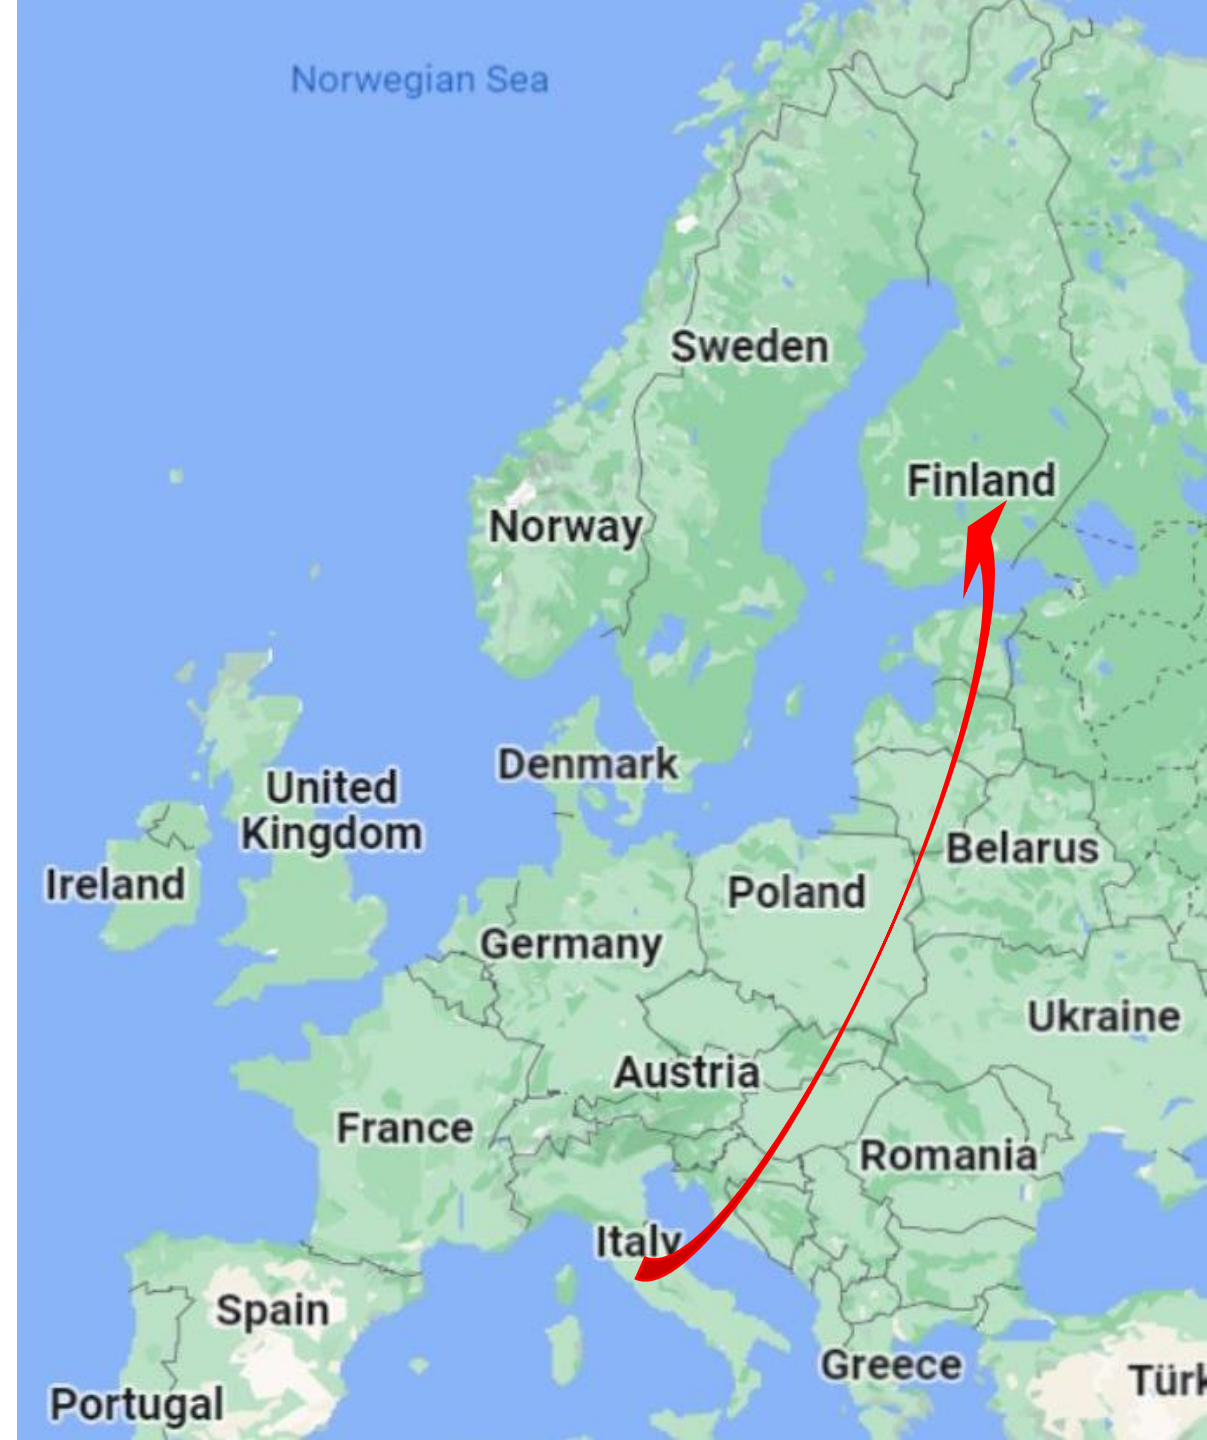 Norwegian Sea
Sweden
Finland
Norway
Denmark
United
Kingdom
Ireland
Belarus
Poland
Germany
Ukraine
Austria
France
Romania
Italy
Spain
Greece
Türk
Portugal